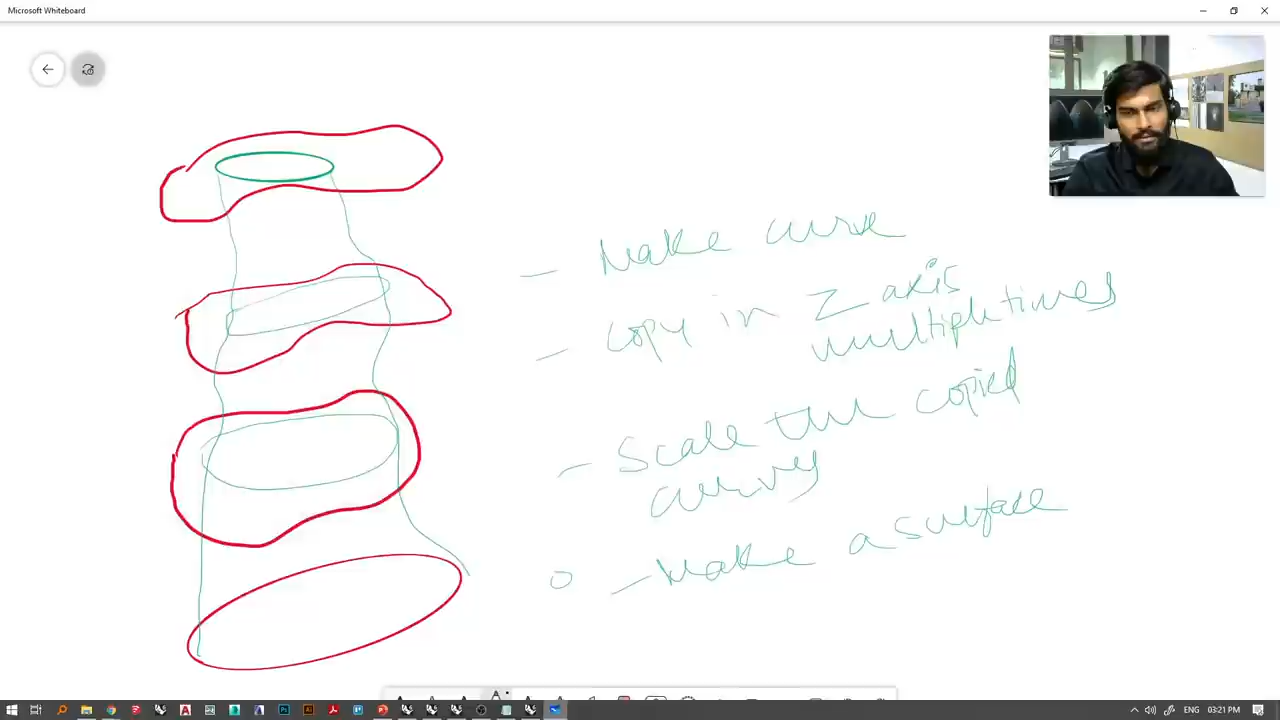 Microsoft Whiteboard
- Make curve
- Copy in Z axis
multiple times
- Scale the copied
curves
- Make a surface
ENG 03:21 PM